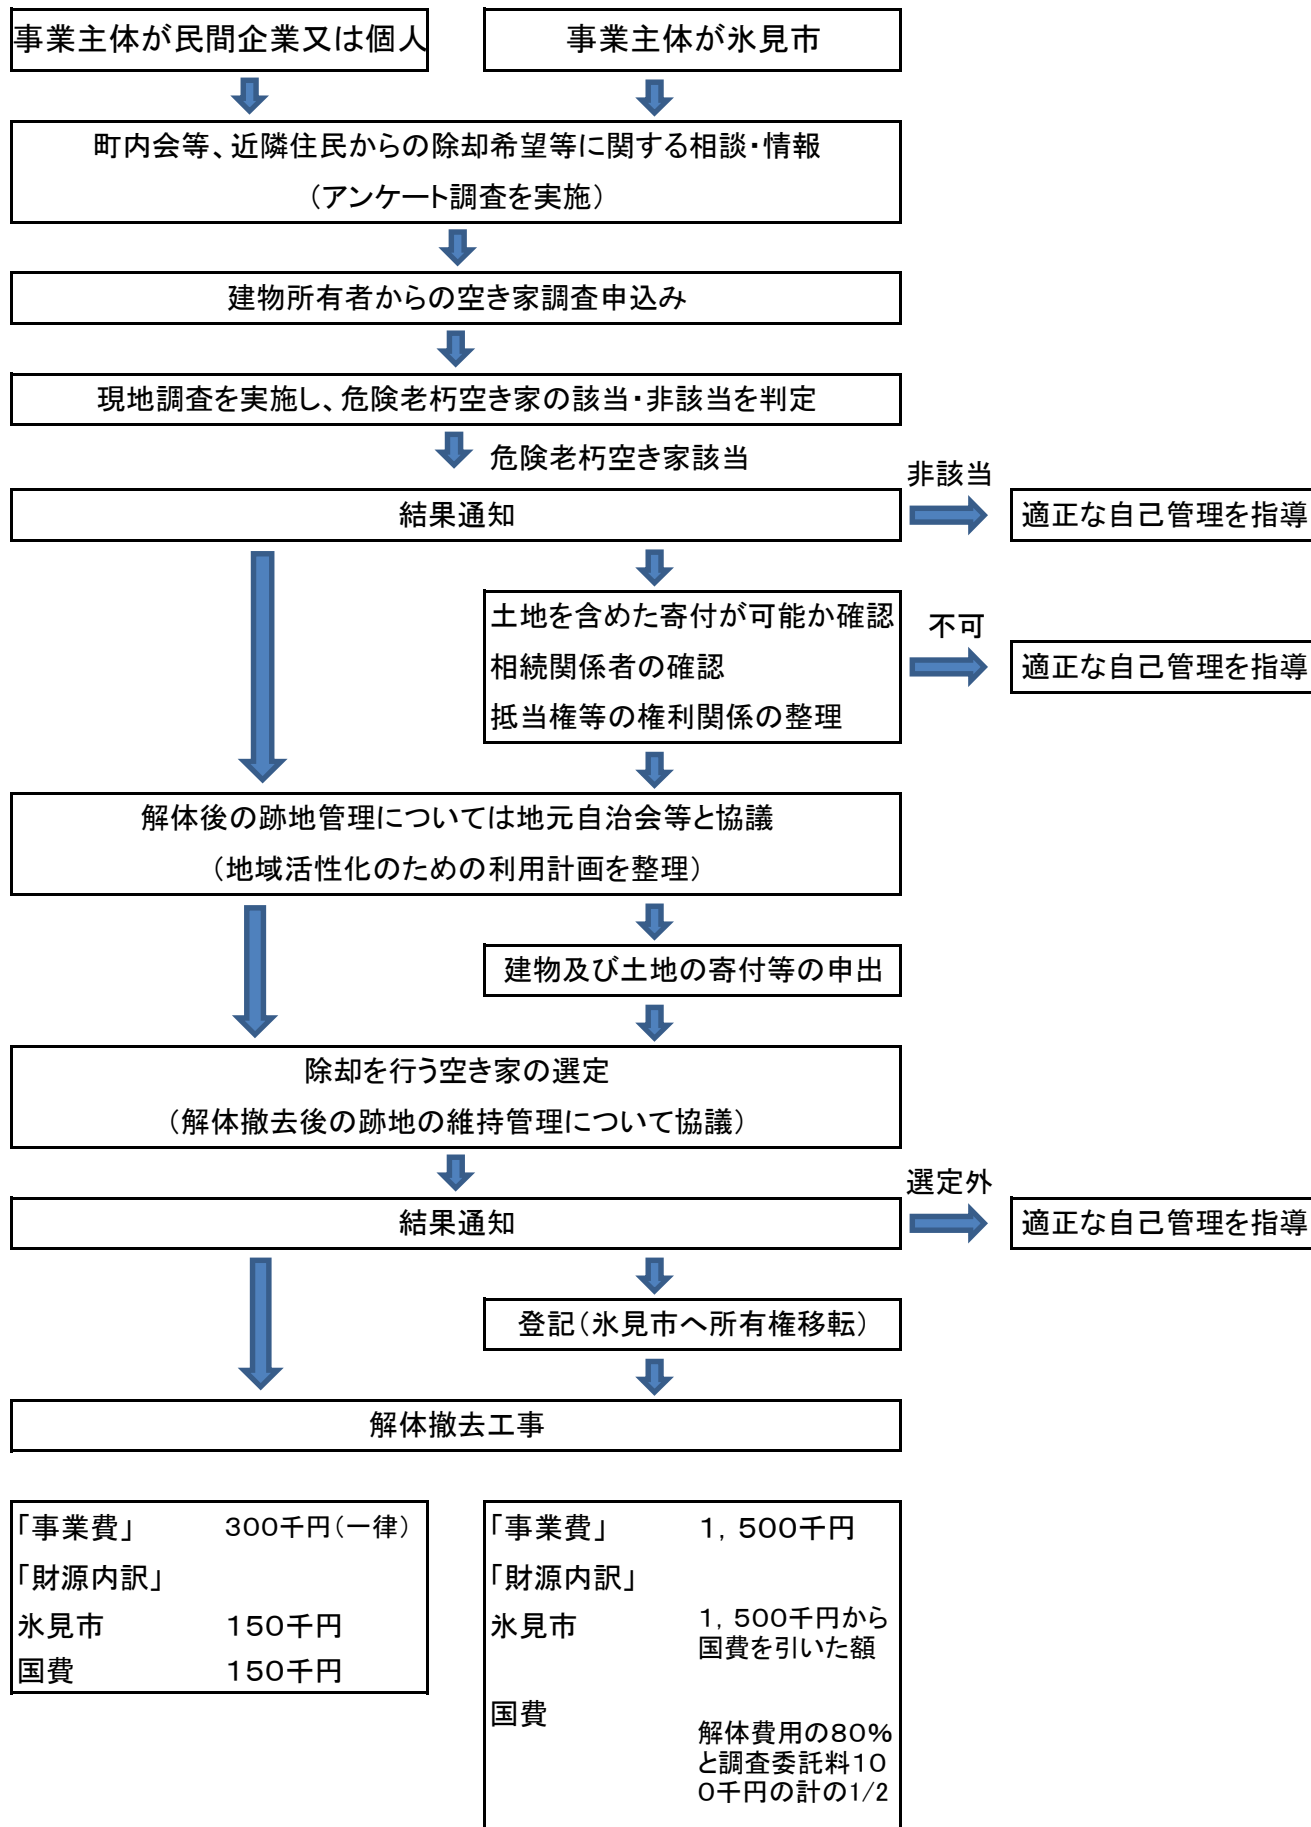 事業主体が民間企業又は個人
事業主体が氷見市
町内会等、近隣住民からの除却希望等に関する相談・情報
（アンケート調査を実施）
建物所有者からの空き家調査申込み
現地調査を実施し、危険老朽空き家の該当・非該当を判定
危険老朽空き家該当
非該当
結果通知
適正な自己管理を指導
土地を含めた寄付が可能か確認
相続関係者の確認
抵当権等の権利関係の整理
不可
適正な自己管理を指導
解体後の跡地管理については地元自治会等と協議
（地域活性化のための利用計画を整理）
建物及び土地の寄付等の申出
除却を行う空き家の選定
（解体撤去後の跡地の維持管理について協議）
選定外
結果通知
適正な自己管理を指導
登記（氷見市へ所有権移転）
解体撤去工事
「事業費」 300千円（一律）
「財源内訳」
氷見市 150千円
国費 150千円
「事業費」 1，500千円
「財源内訳」
氷見市 1，500千円から
国費を引いた額
国費
解体費用の80%
と調査委託料10
0千円の計の1/2